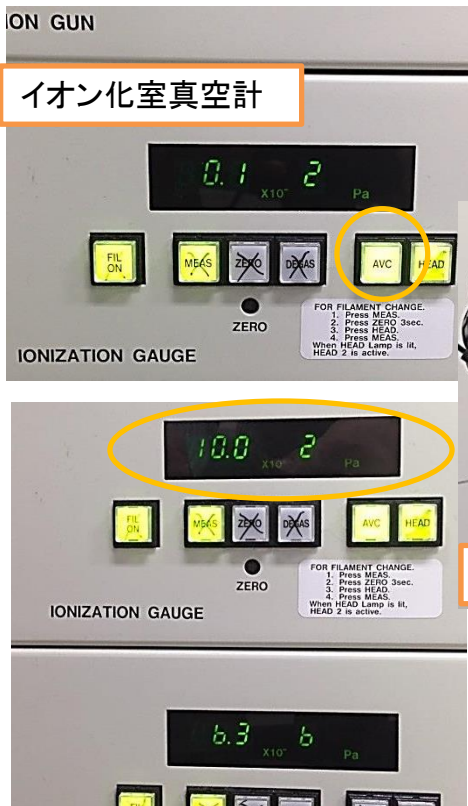 ION GUN
イオン化室真空計
0.1 X10⁻ 2 Pa
FIL ON MEAS ZERO DEGAS AVC HEAD
ZERO
FOR FILAMENT CHANGE.
1. Press MEAS.
2. Press ZERO 3sec.
3. Press HEAD.
4. Press MEAS.
When HEAD Lamp is lit,
HEAD 2 is active.
IONIZATION GAUGE
10.0 X10⁻ 2 Pa
FIL ON MEAS ZERO DEGAS AVC HEAD
ZERO
FOR FILAMENT CHANGE.
1. Press MEAS.
2. Press ZERO 3sec.
3. Press HEAD.
4. Press MEAS.
When HEAD Lamp is lit,
HEAD 2 is active.
IONIZATION GAUGE
6.3 X10⁻ 6 Pa